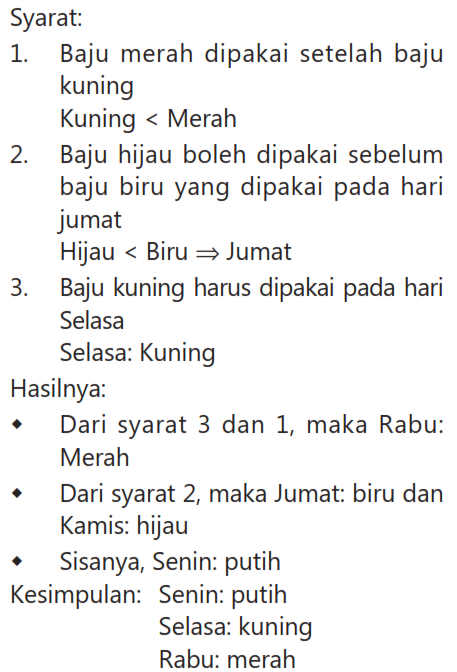 Syarat:
1. Baju merah dipakai setelah baju
kuning
Kuning < Merah
2. Baju hijau boleh dipakai sebelum
baju biru yang dipakai pada hari
jumat
Hijau < Biru ⇒ Jumat
3. Baju kuning harus dipakai pada hari
Selasa
Selasa: Kuning
Hasilnya:
◆ Dari syarat 3 dan 1, maka Rabu:
Merah
◆ Dari syarat 2, maka Jumat: biru dan
Kamis: hijau
◆ Sisanya, Senin: putih
Kesimpulan: Senin: putih
Selasa: kuning
Rabu: merah